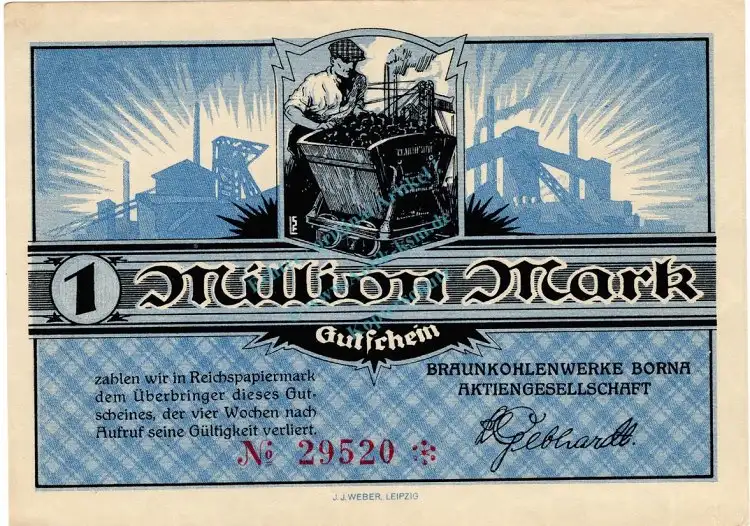 1 Million Mark
Gutschein
zahlen wir in Reichspapiermark
dem Überbringer dieses Gut-
scheines, der vier Wochen nach
Aufruf seine Gültigkeit verliert.
№ 29520
BRAUNKOHLENWERKE BORNA
AKTIENGESELLSCHAFT
Gebhardt.
J. J. WEBER, LEIPZIG